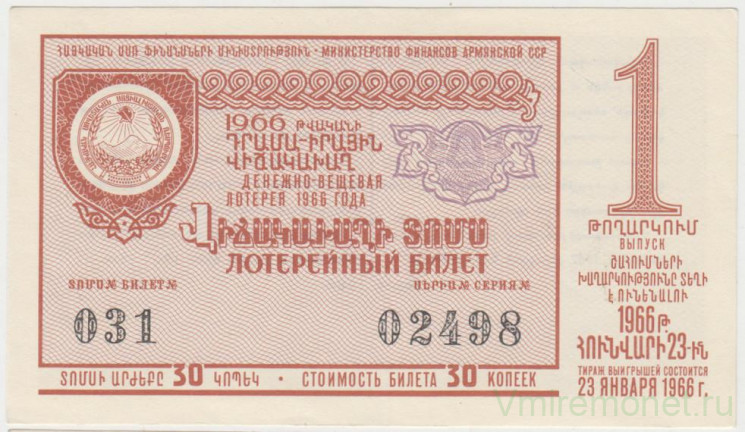 ՀԱՅԿԱԿԱՆ ՍՍՌ ՖԻՆԱՆՍՆԵՐԻ ՄԻՆԻՍՏՐՈՒԹՅՈՒՆ · МИНИСТЕРСТВО ФИНАНСОВ АРМЯНСКОЙ ССР
1966 ԹՎԱԿԱՆԻ
ԴՐԱՄԱ-ԻՐԱՅԻՆ
ՎԻՃԱԿԱԽԱՂ
ДЕНЕЖНО-ВЕЩЕВАЯ
ЛОТЕРЕЯ 1966 ГОДА
ՎԻՃԱԿԱԽԱՂԻ ՏՈՄՍ
ЛОТЕРЕЙНЫЙ БИЛЕТ
ՏՈՄՍ № БИЛЕТ № ՍԵՐԻԱ № СЕРИЯ №
031 02498
ՏՈՄՍԻ ԱՐԺԵՔԸ 30 ԿՈՊԵԿ · СТОИМОСТЬ БИЛЕТА 30 КОПЕЕК
1
ԹՈՂԱՐԿՈՒՄ
ВЫПУСК
ՇԱՀՈՒՄՆԵՐԻ
ԽԱՂԱՐԿՈՒԹՅՈՒՆԸ ՏԵՂԻ
Է ՈՒՆԵՆԱԼՈՒ
1966 Թ.
ՀՈՒՆՎԱՐԻ 23-ԻՆ
ТИРАЖ ВЫИГРЫШЕЙ СОСТОИТСЯ
23 ЯНВАРЯ 1966 г.
vmiremonet.ru